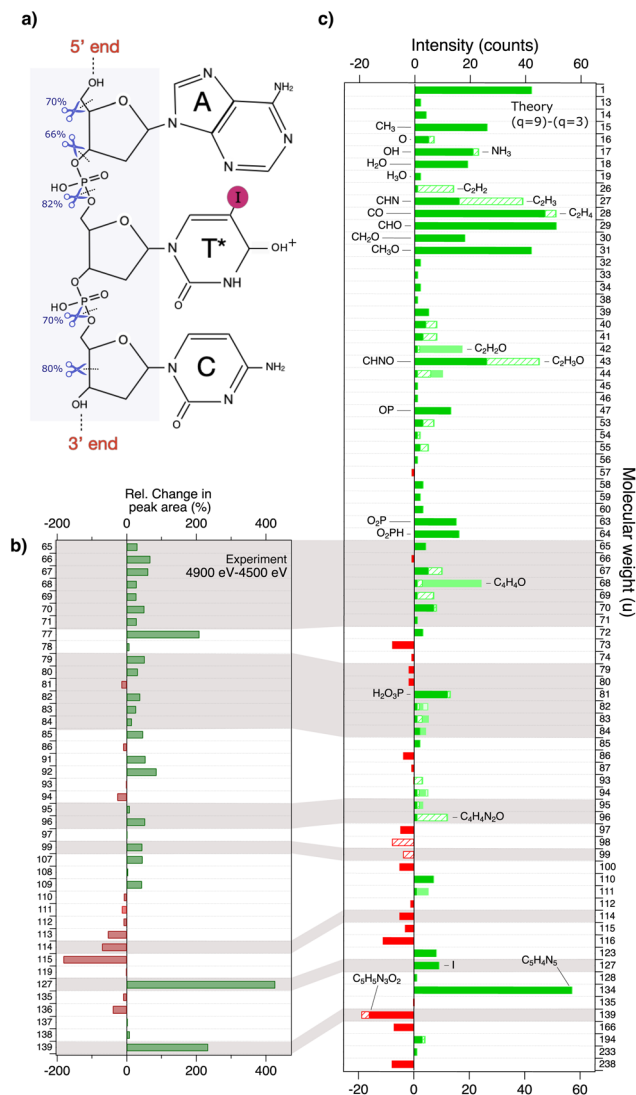 a)
5' end
OH
70%
O
A
N
N
N
N
NH₂
66%
O
HO
P
O
82%
O
I
O
T*
N
OH⁺
NH
O
O
HO
P
O
70%
O
O
C
N
NH₂
N
O
80%
OH
3' end
b)
Rel. Change in
peak area (%)
-200 0 200 400
Experiment
4900 eV-4500 eV
65
66
67
68
69
70
71
77
78
79
80
81
82
83
84
85
86
91
92
93
94
95
96
97
99
107
108
109
110
111
112
113
114
115
119
127
135
136
137
138
139
-200 0 200 400
c)
Intensity (counts)
-20 0 20 40 60
Theory
(q=9)-(q=3)
1
13
14
CH₃ 15
O 16
OH NH₃ 17
H₂O 18
H₃O 19
C₂H₂ 26
CHN C₂H₃ 27
CO C₂H₄ 28
CHO 29
CH₂O 30
CH₃O 31
32
33
34
38
39
40
41
C₂H₂O 42
CHNO C₂H₃O 43
44
45
46
OP 47
53
54
55
56
57
58
59
60
O₂P 63
O₂PH 64
65
66
67
C₄H₄O 68
69
70
71
72
73
74
79
80
H₂O₃P 81
82
83
84
85
86
87
93
94
95
C₄H₄N₂O 96
97
98
99
100
110
111
112
114
115
116
123
I 127
128
C₅H₄N₅ 134
135
C₅H₅N₃O₂ 139
166
194
233
238
Molecular weight (u)
-20 0 20 40 60